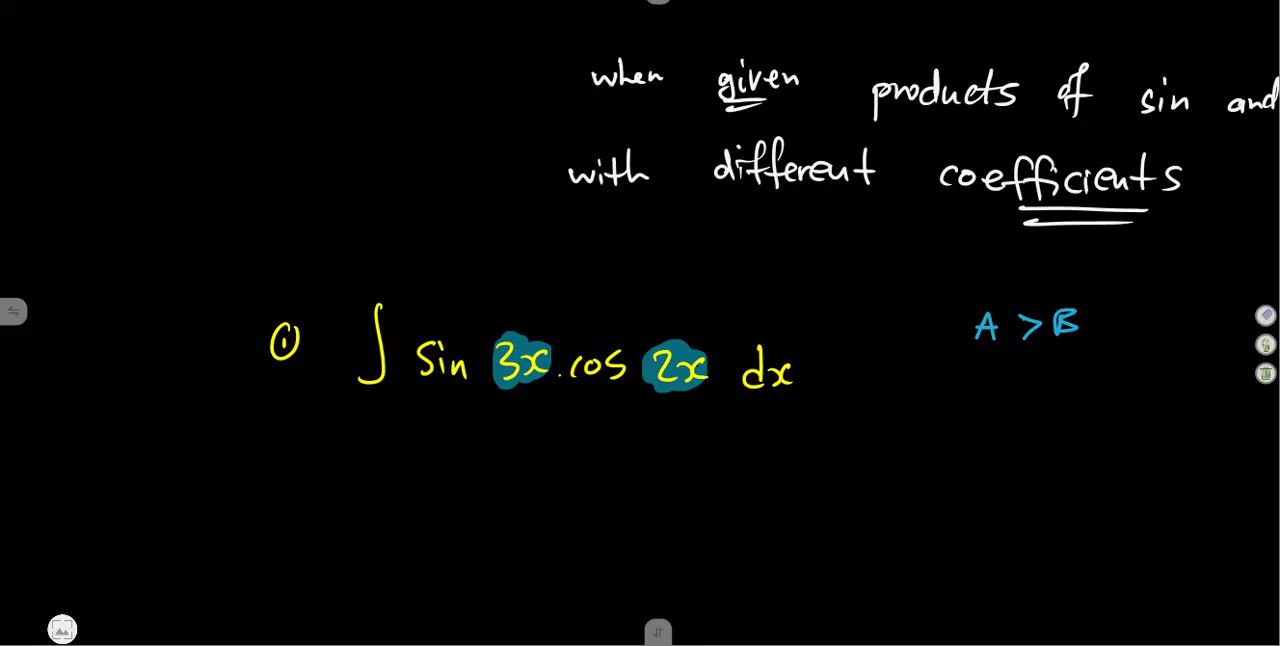 when given products of sin and
with different coefficients
① ∫ sin 3x . cos 2x dx
A > B